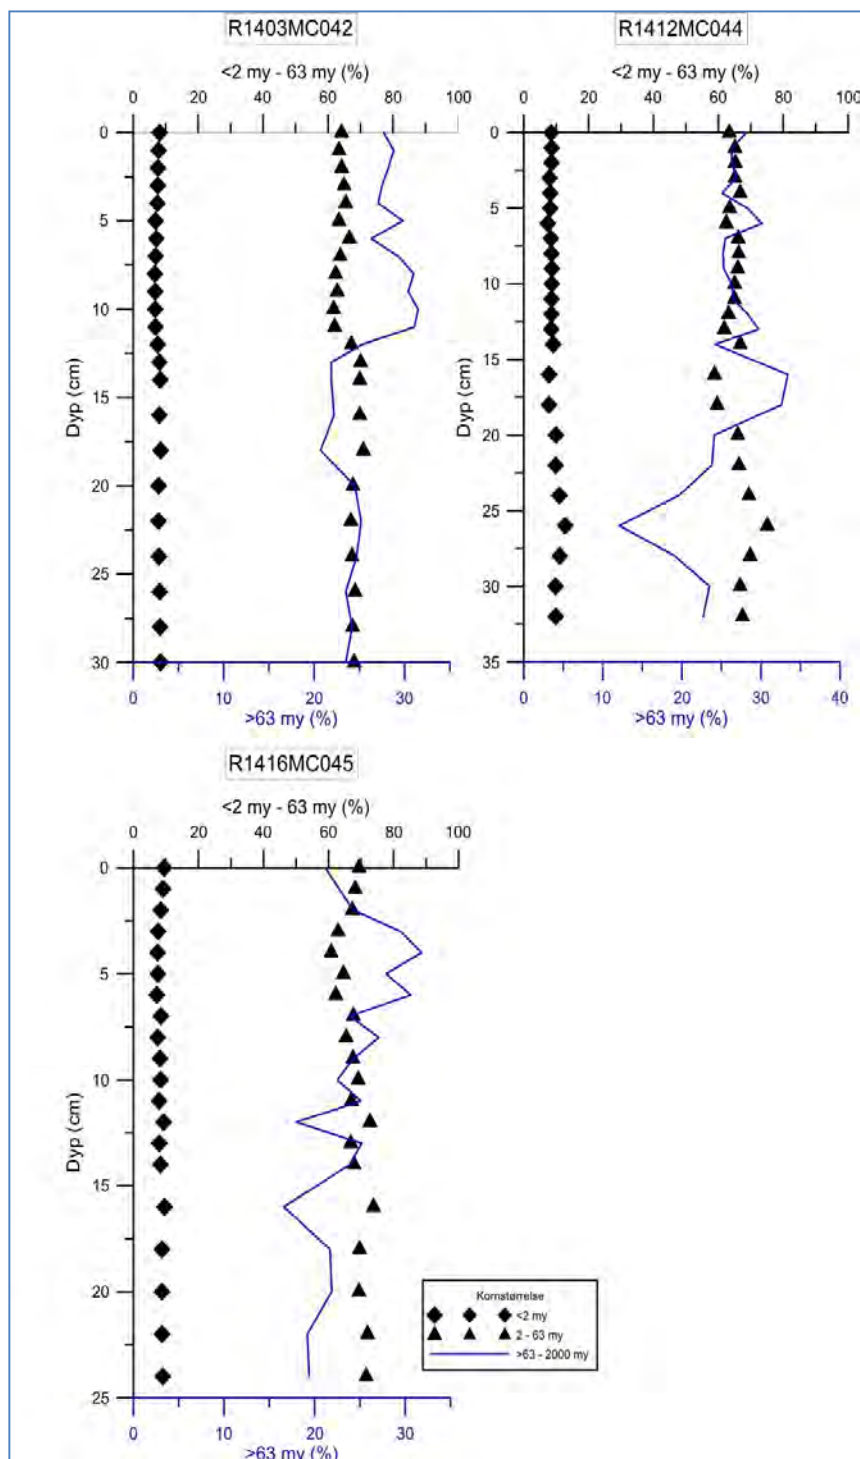 R1403MC042
<2 my - 63 my (%)
0 20 40 60 80 100
0
5
10
15
20
25
30
Dyp (cm)
0 10 20 30
>63 my (%)
R1412MC044
<2 my - 63 my (%)
0 20 40 60 80 100
0
5
10
15
20
25
30
35
Dyp (cm)
0 10 20 30 40
>63 my (%)
R1416MC045
<2 my - 63 my (%)
0 20 40 60 80 100
0
5
10
15
20
25
Dyp (cm)
0 10 20 30
>63 my (%)
Kornstørrelse
<2 my
2 - 63 my
>63 - 2000 my